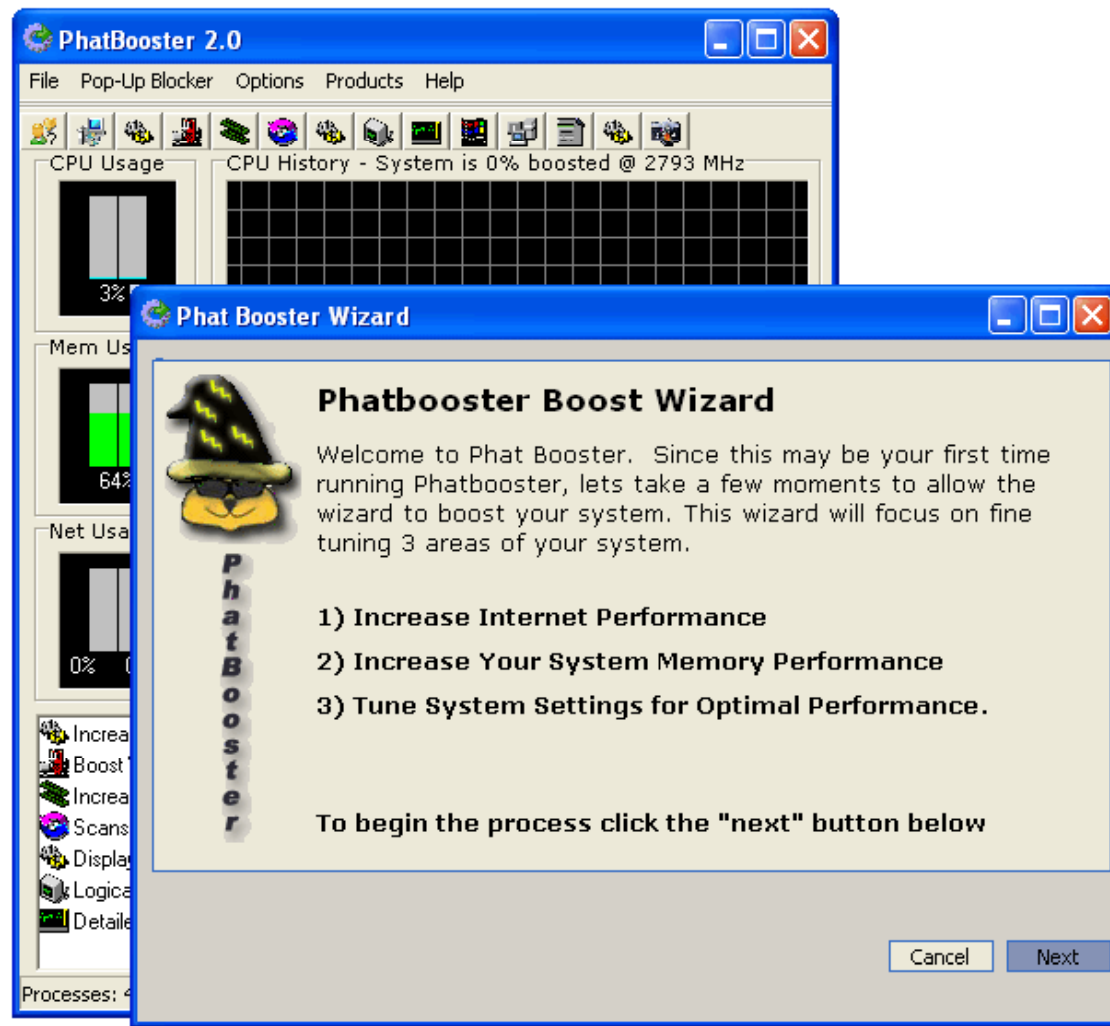 PhatBooster 2.0
File Pop-Up Blocker Options Products Help
CPU Usage
CPU History - System is 0% boosted @ 2793 MHz
3%
Mem Us
64%
Net Usa
0%
Increa
Boost
Increa
Scans
Display
Logica
Detaile
Processes: 4
Phat Booster Wizard
PhatBooster
Phatbooster Boost Wizard
Welcome to Phat Booster. Since this may be your first time
running Phatbooster, lets take a few moments to allow the
wizard to boost your system. This wizard will focus on fine
tuning 3 areas of your system.
1) Increase Internet Performance
2) Increase Your System Memory Performance
3) Tune System Settings for Optimal Performance.
To begin the process click the "next" button below
Cancel
Next